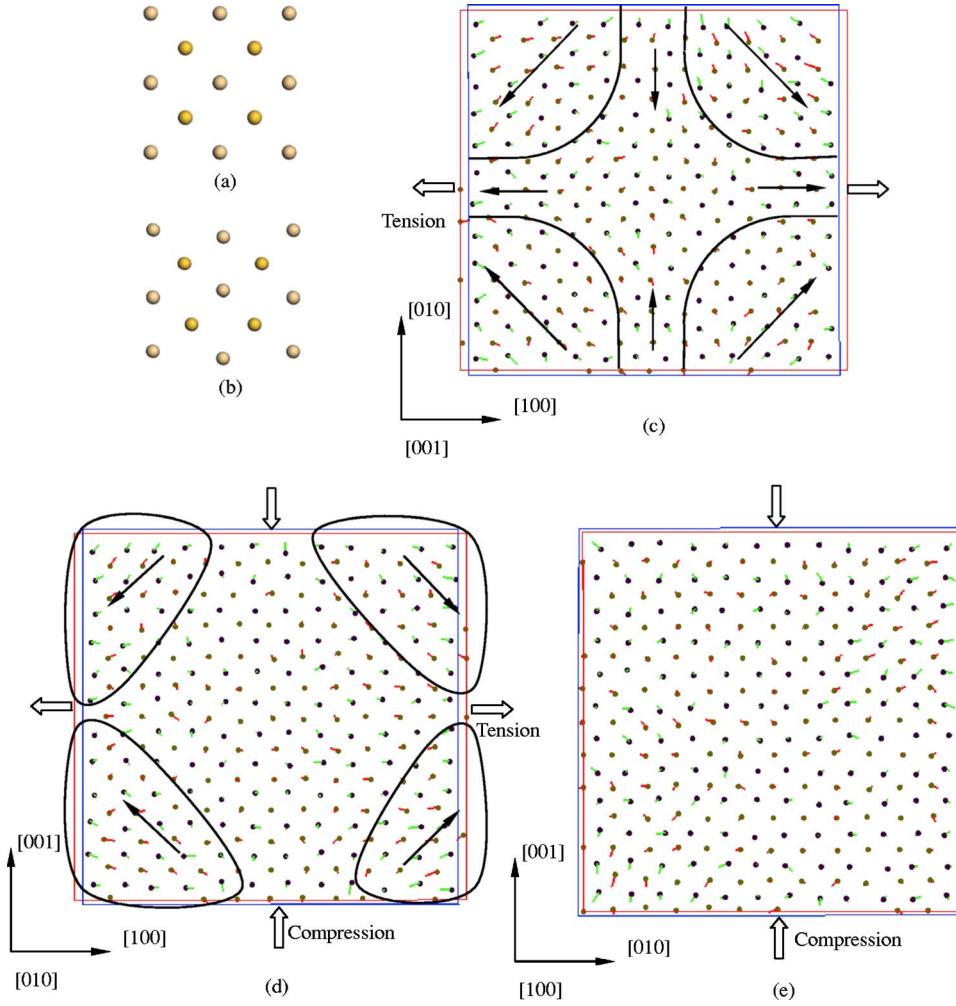 (a)
(b)
Tension
[010]
[100]
[001]
(c)
Tension
[001]
Compression
[100]
[010]
(d)
[001]
Compression
[010]
[100]
(e)